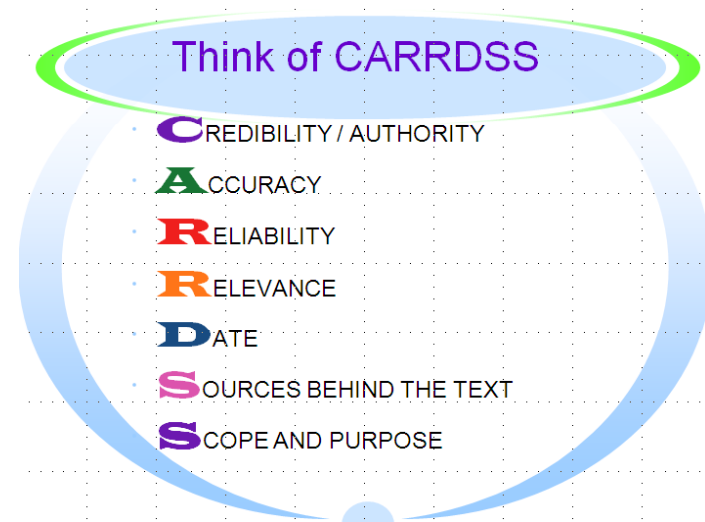 Think of CARRDSS
CREDIBILITY / AUTHORITY
ACCURACY
RELIABILITY
RELEVANCE
DATE
SOURCES BEHIND THE TEXT
SCOPE AND PURPOSE